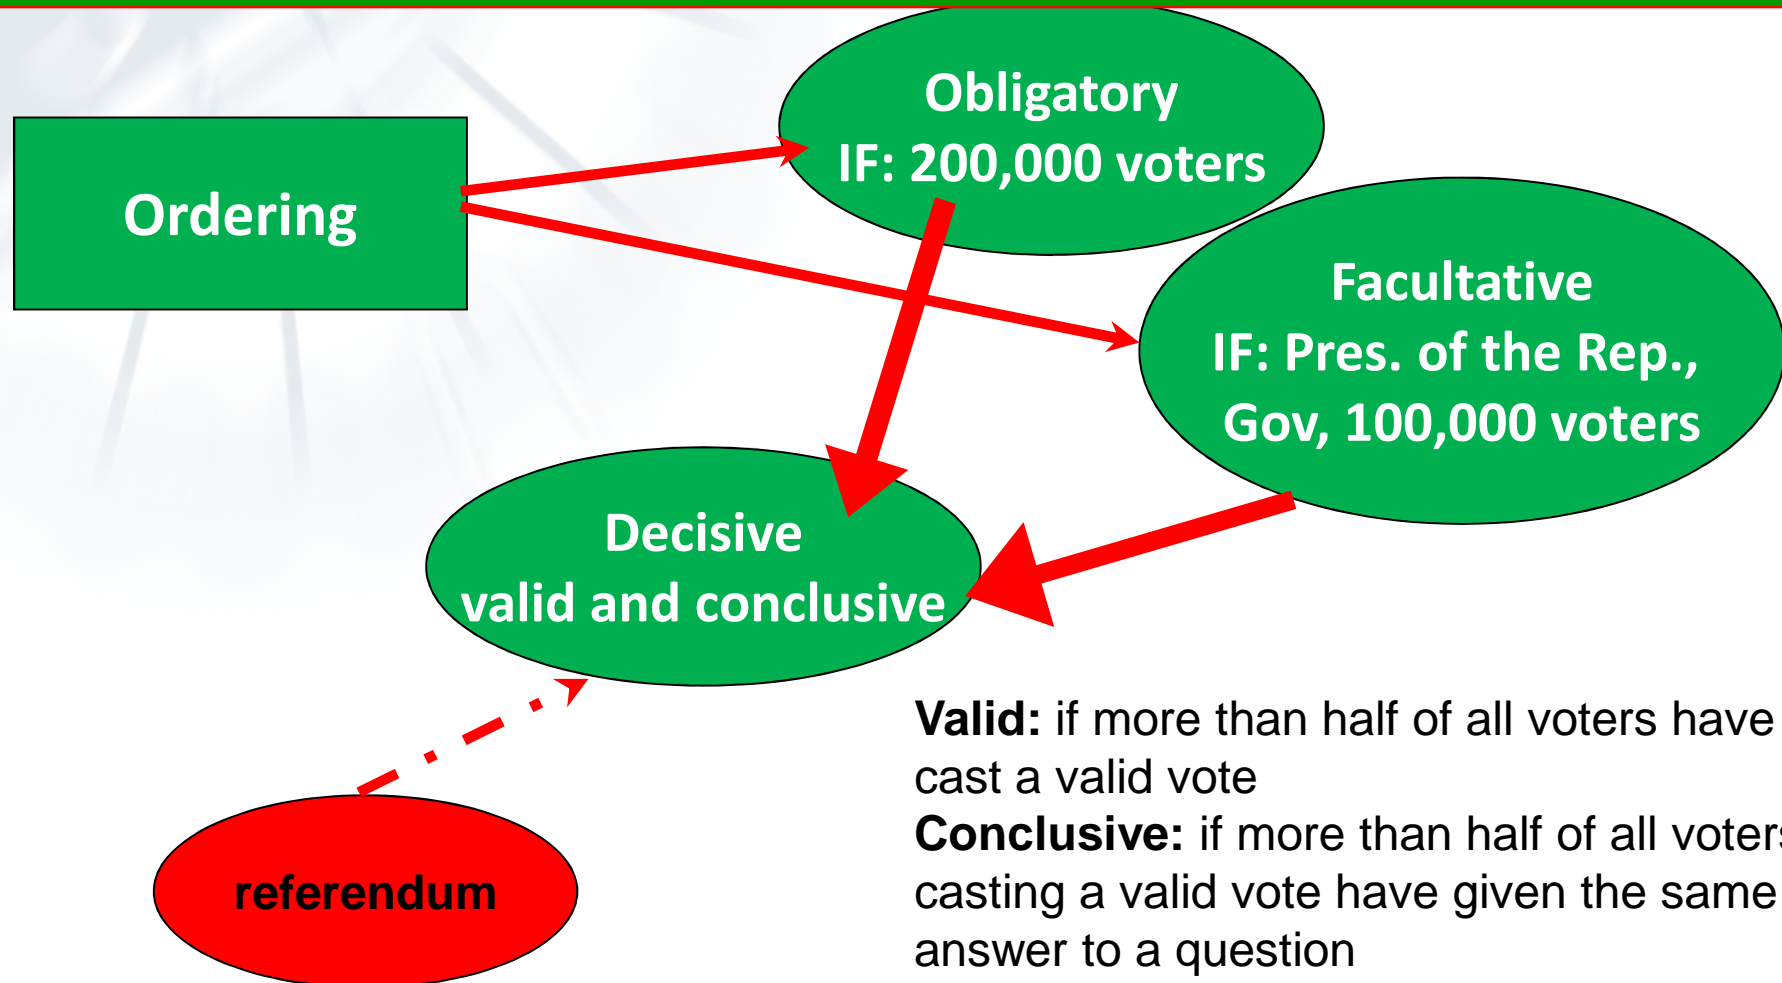 Obligatory
IF: 200,000 voters
Ordering
Facultative
IF: Pres. of the Rep.,
Gov, 100,000 voters
Decisive
valid and conclusive
Valid: if more than half of all voters have
cast a valid vote
Conclusive: if more than half of all voters
casting a valid vote have given the same
answer to a question
referendum